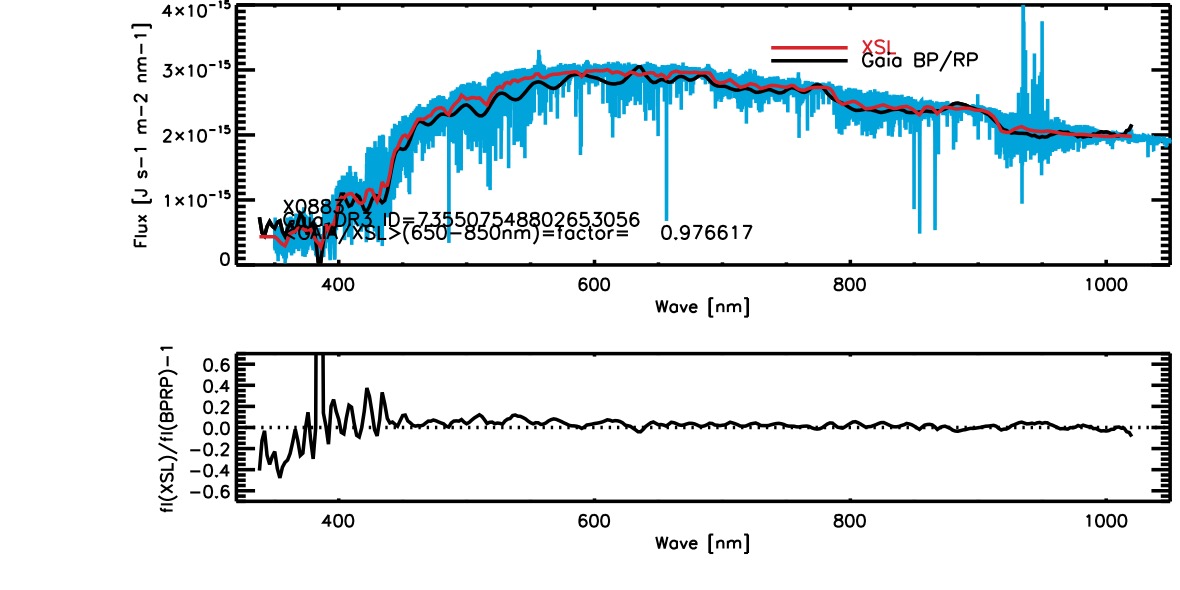 4×10⁻¹⁵
3×10⁻¹⁵
2×10⁻¹⁵
1×10⁻¹⁵
0
Flux [J s−1 m−2 nm−1]
XSL
Gaia BP/RP
X0883
Gaia DR3 ID=735507548802653056
<GAIA/XSL>(650−850nm)=factor= 0.976617
400 600 800 1000
Wave [nm]
0.6
0.4
0.2
0.0
−0.2
−0.4
−0.6
fl(XSL)/fl(BPRP)−1
400 600 800 1000
Wave [nm]